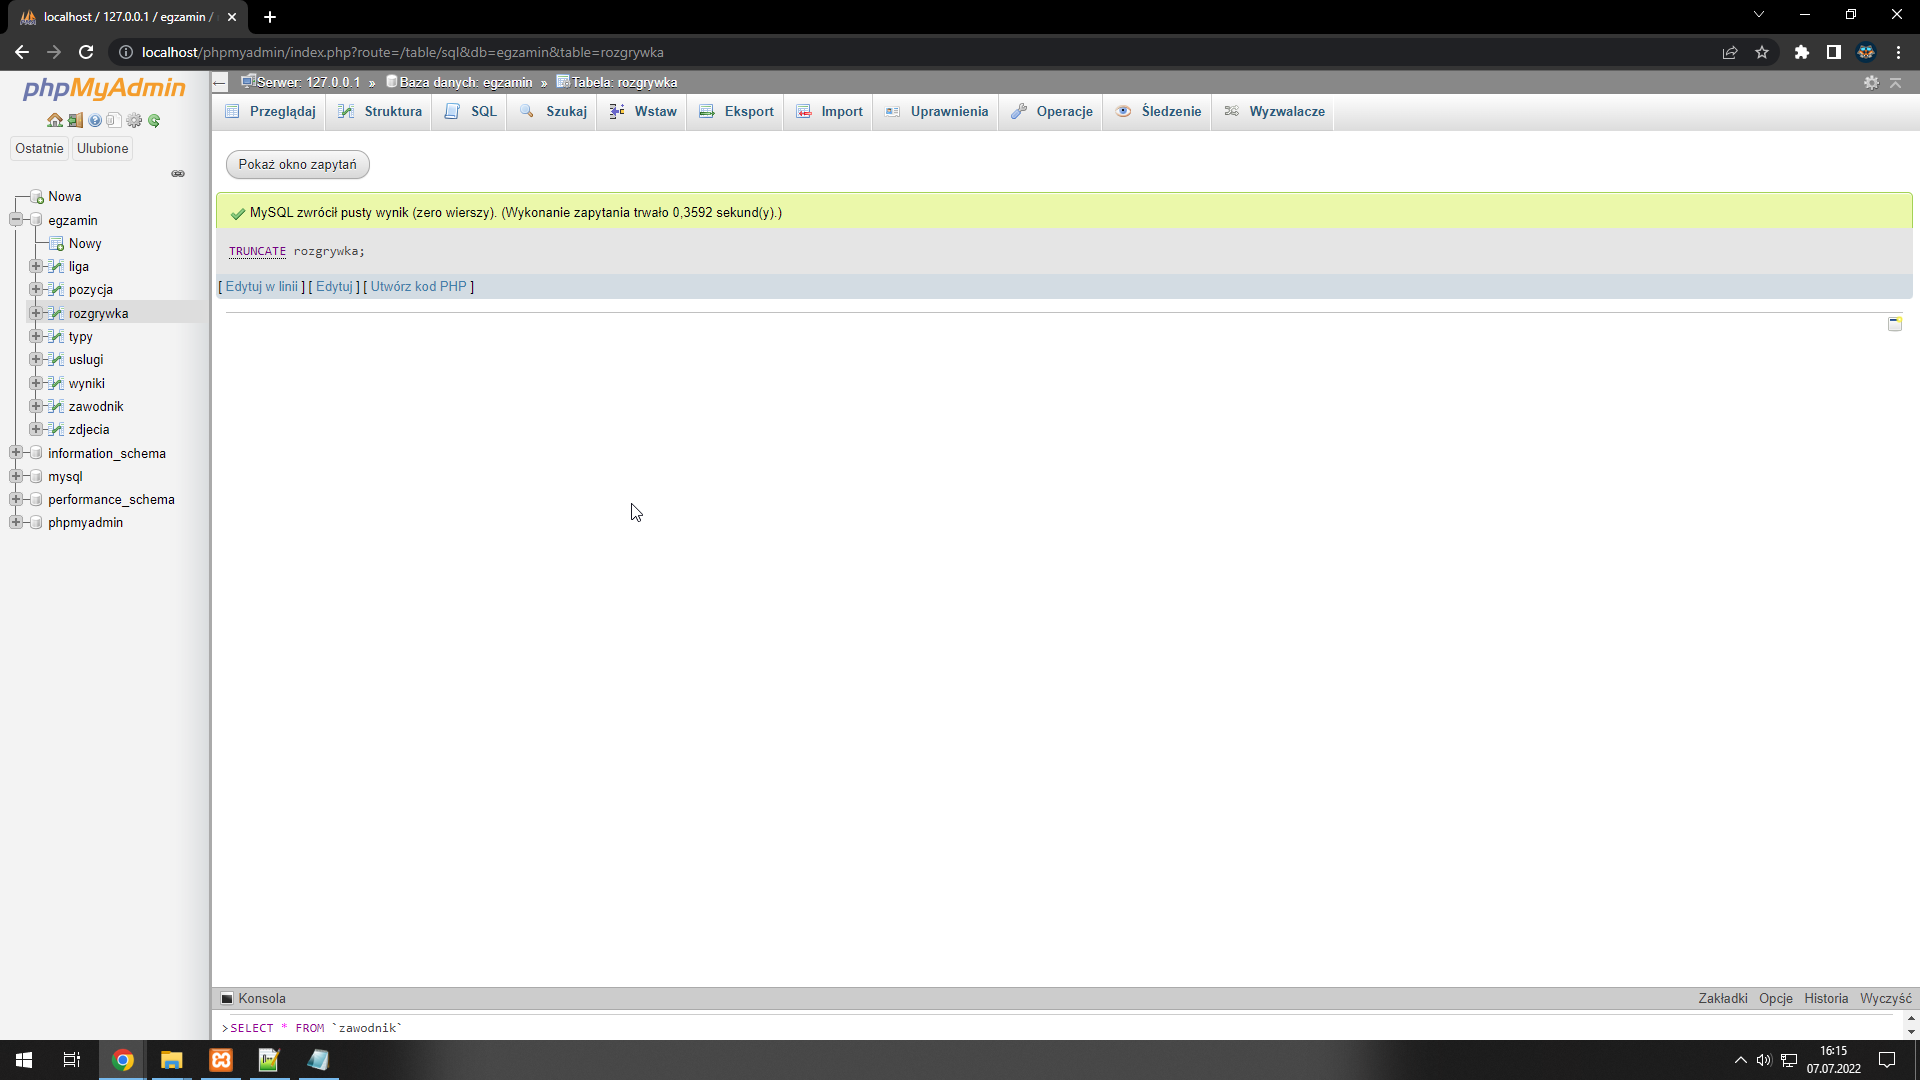 localhost / 127.0.0.1 / egzamin /
localhost/phpmyadmin/index.php?route=/table/sql&db=egzamin&table=rozgrywka
phpMyAdmin
Ostatnie
Ulubione
Nowa
egzamin
Nowy
liga
pozycja
rozgrywka
typy
uslugi
wyniki
zawodnik
zdjecia
information_schema
mysql
performance_schema
phpmyadmin
Serwer: 127.0.0.1 » Baza danych: egzamin » Tabela: rozgrywka
Przeglądaj Struktura SQL Szukaj Wstaw Eksport Import Uprawnienia Operacje Śledzenie Wyzwalacze
Pokaż okno zapytań
MySQL zwrócił pusty wynik (zero wierszy). (Wykonanie zapytania trwało 0,3592 sekund(y).)
TRUNCATE rozgrywka;
[ Edytuj w linii ] [ Edytuj ] [ Utwórz kod PHP ]
Konsola
Zakładki Opcje Historia Wyczyść
>SELECT * FROM `zawodnik`
16:15
07.07.2022